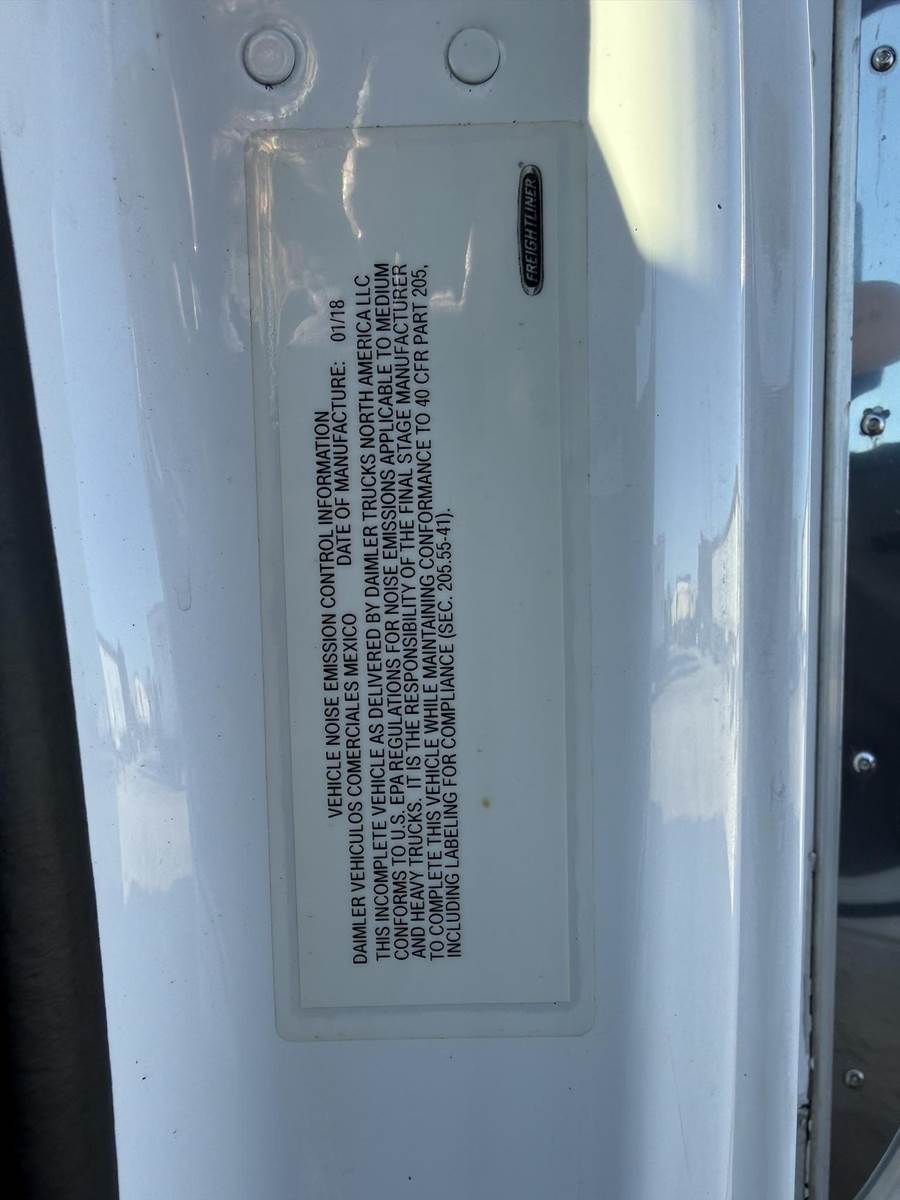 VEHICLE NOISE EMISSION CONTROL INFORMATION
DAIMLER VEHICULOS COMERCIALES MEXICO DATE OF MANUFACTURE: 01/18
THIS INCOMPLETE VEHICLE AS DELIVERED BY DAIMLER TRUCKS NORTH AMERICA LLC
CONFORMS TO U.S. EPA REGULATIONS FOR NOISE EMISSIONS APPLICABLE TO MEDIUM
AND HEAVY TRUCKS. IT IS THE RESPONSIBILITY OF THE FINAL STAGE MANUFACTURER
TO COMPLETE THIS VEHICLE WHILE MAINTAINING CONFORMANCE TO 40 CFR PART 205,
INCLUDING LABELING FOR COMPLIANCE (SEC. 205.55-41).
FREIGHTLINER